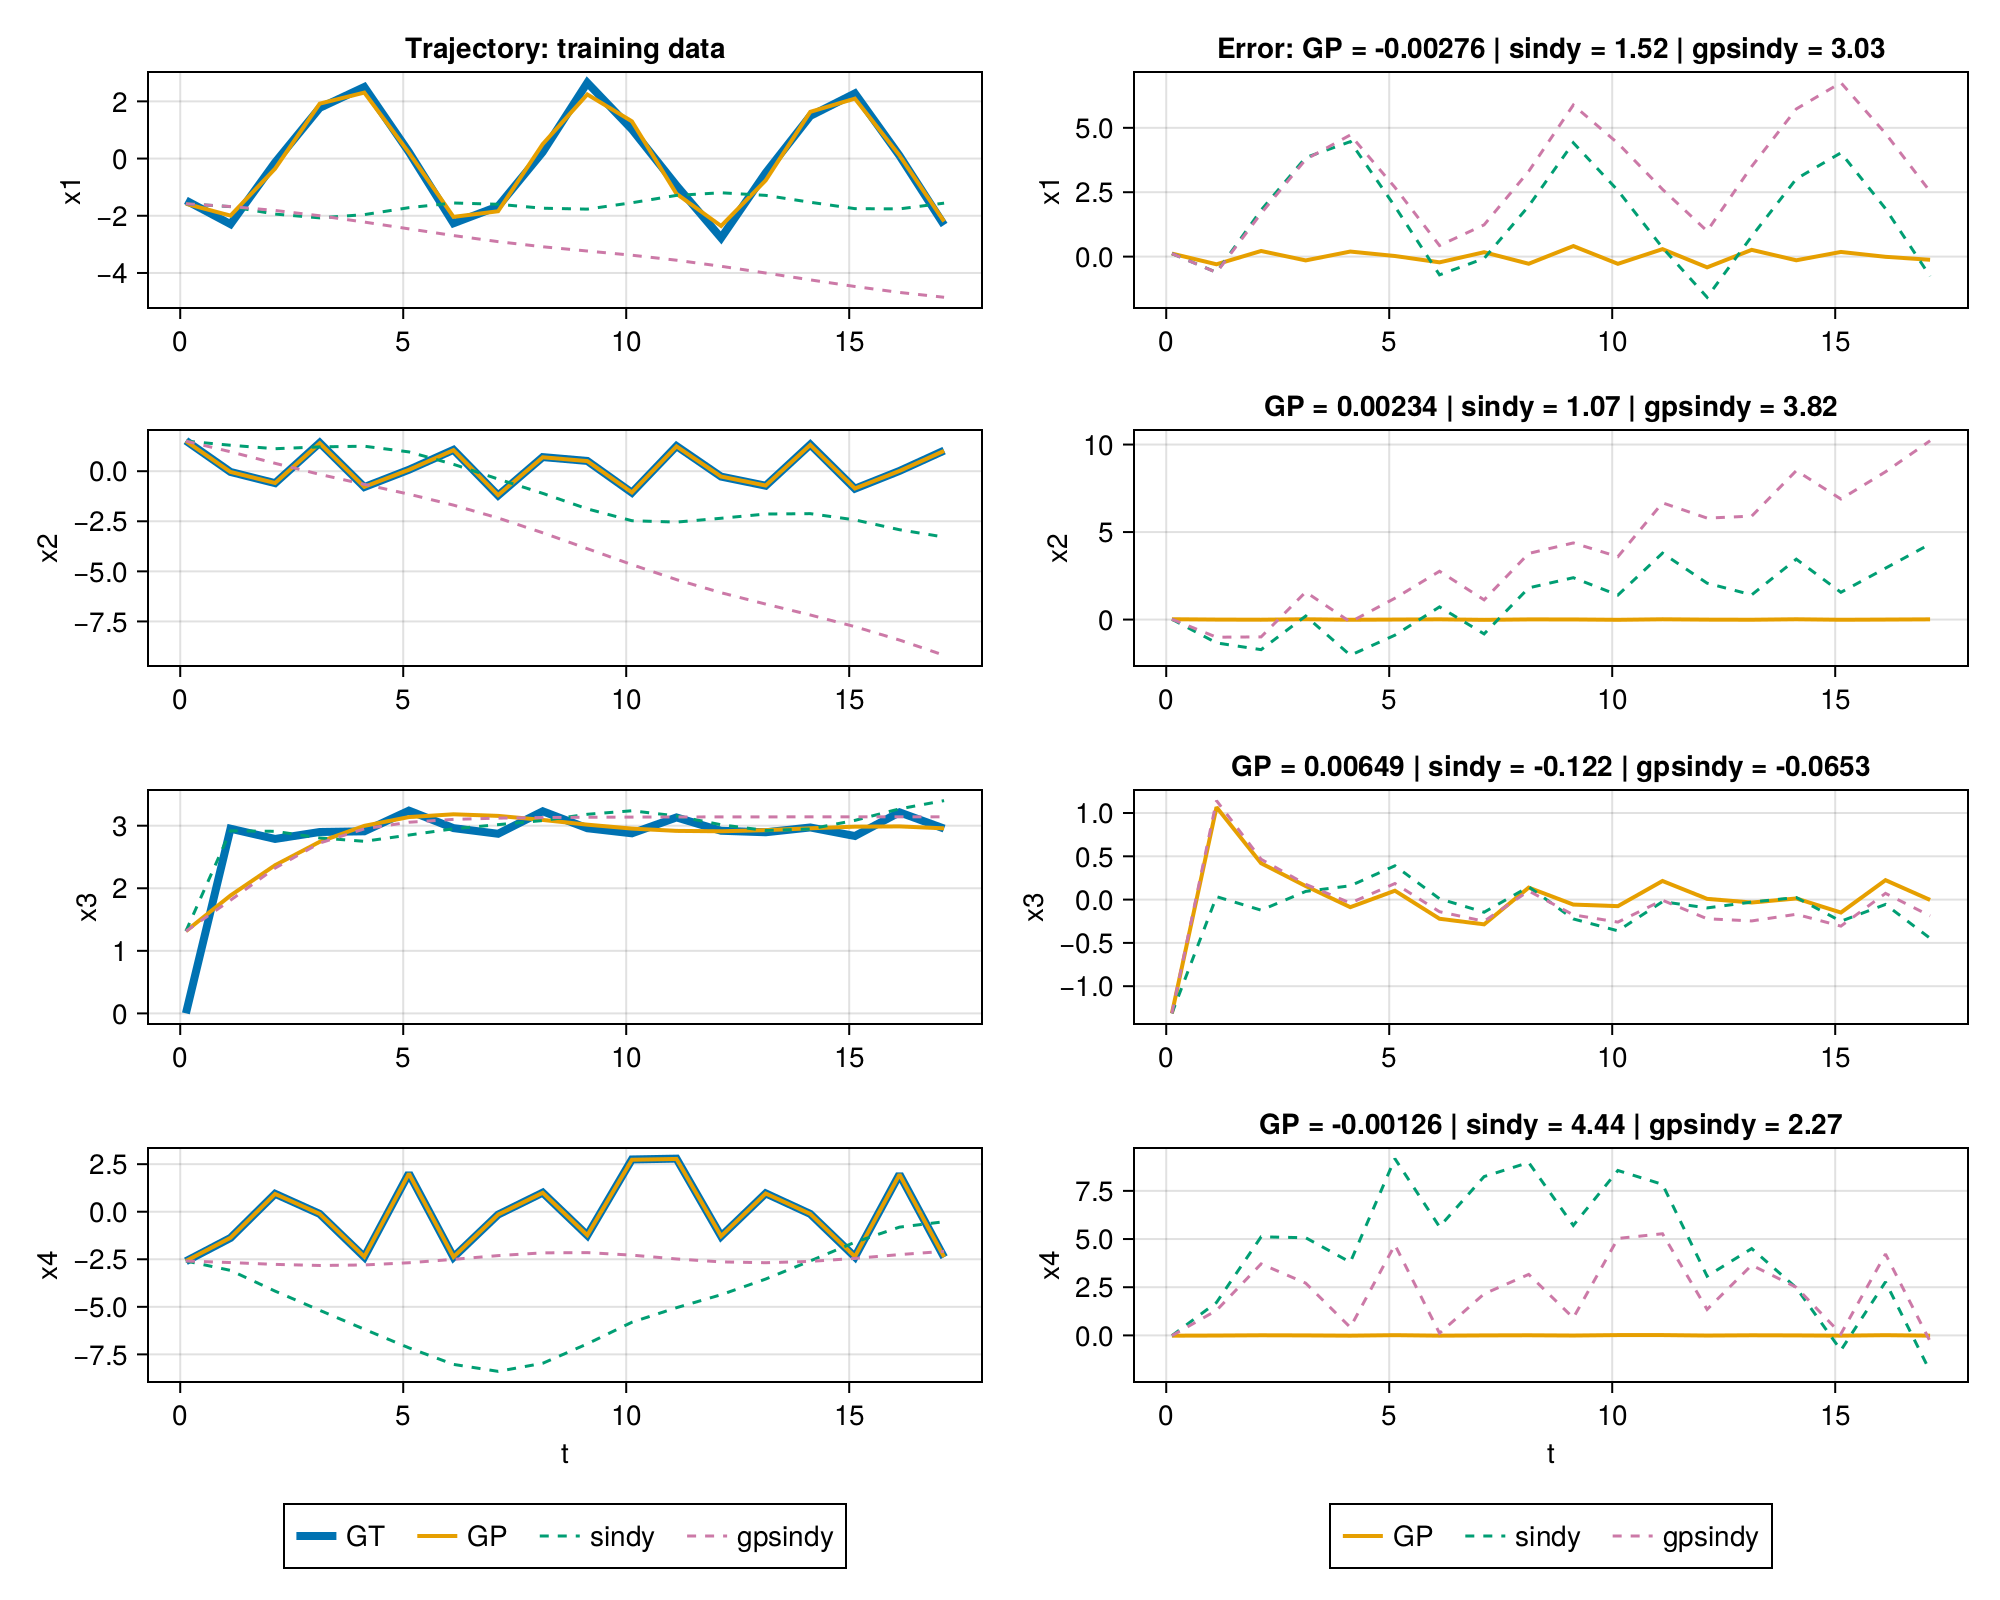 Trajectory: training data
x1
2
0
−2
−4
0 5 10 15
Error: GP = -0.00276 | sindy = 1.52 | gpsindy = 3.03
x1
5.0
2.5
0.0
0 5 10 15
x2
0.0
−2.5
−5.0
−7.5
0 5 10 15
GP = 0.00234 | sindy = 1.07 | gpsindy = 3.82
x2
10
5
0
0 5 10 15
x3
3
2
1
0
0 5 10 15
GP = 0.00649 | sindy = -0.122 | gpsindy = -0.0653
x3
1.0
0.5
0.0
−0.5
−1.0
0 5 10 15
x4
2.5
0.0
−2.5
−5.0
−7.5
0 5 10 15
t
GP = -0.00126 | sindy = 4.44 | gpsindy = 2.27
x4
7.5
5.0
2.5
0.0
0 5 10 15
t
GT GP sindy gpsindy
GP sindy gpsindy